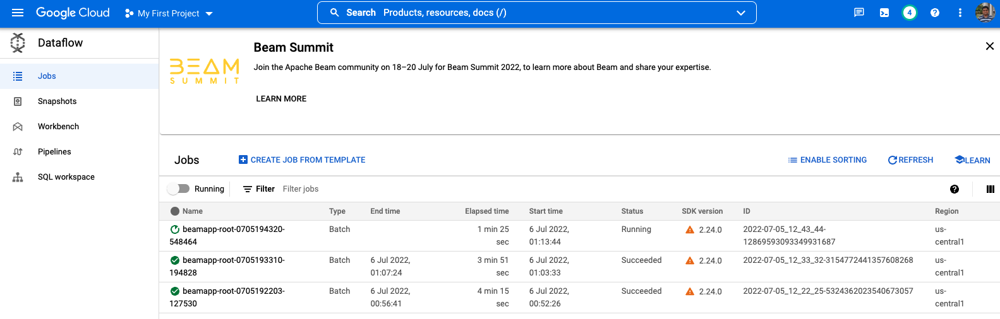 Google Cloud My First Project Search Products, resources, docs (/) 4
Dataflow
Jobs
Snapshots
Workbench
Pipelines
SQL workspace
BEAM
SUMMIT
Beam Summit
Join the Apache Beam community on 18–20 July for Beam Summit 2022, to learn more about Beam and share your expertise.
LEARN MORE
Jobs CREATE JOB FROM TEMPLATE ENABLE SORTING REFRESH LEARN
Running Filter Filter jobs
Name Type End time Elapsed time Start time Status SDK version ID Region
beamapp-root-0705194320- Batch 1 min 25 6 Jul 2022, Running 2.24.0 2022-07-05_12_43_44- us-
548464 sec 01:13:44 12869593093349931687 central1
beamapp-root-0705193310- Batch 6 Jul 2022, 3 min 51 6 Jul 2022, Succeeded 2.24.0 2022-07-05_12_33_32-3154772441357608268 us-
194828 01:07:24 sec 01:03:33 central1
beamapp-root-0705192203- Batch 6 Jul 2022, 4 min 15 6 Jul 2022, Succeeded 2.24.0 2022-07-05_12_22_25-5324362023540673057 us-
127530 00:56:41 sec 00:52:26 central1